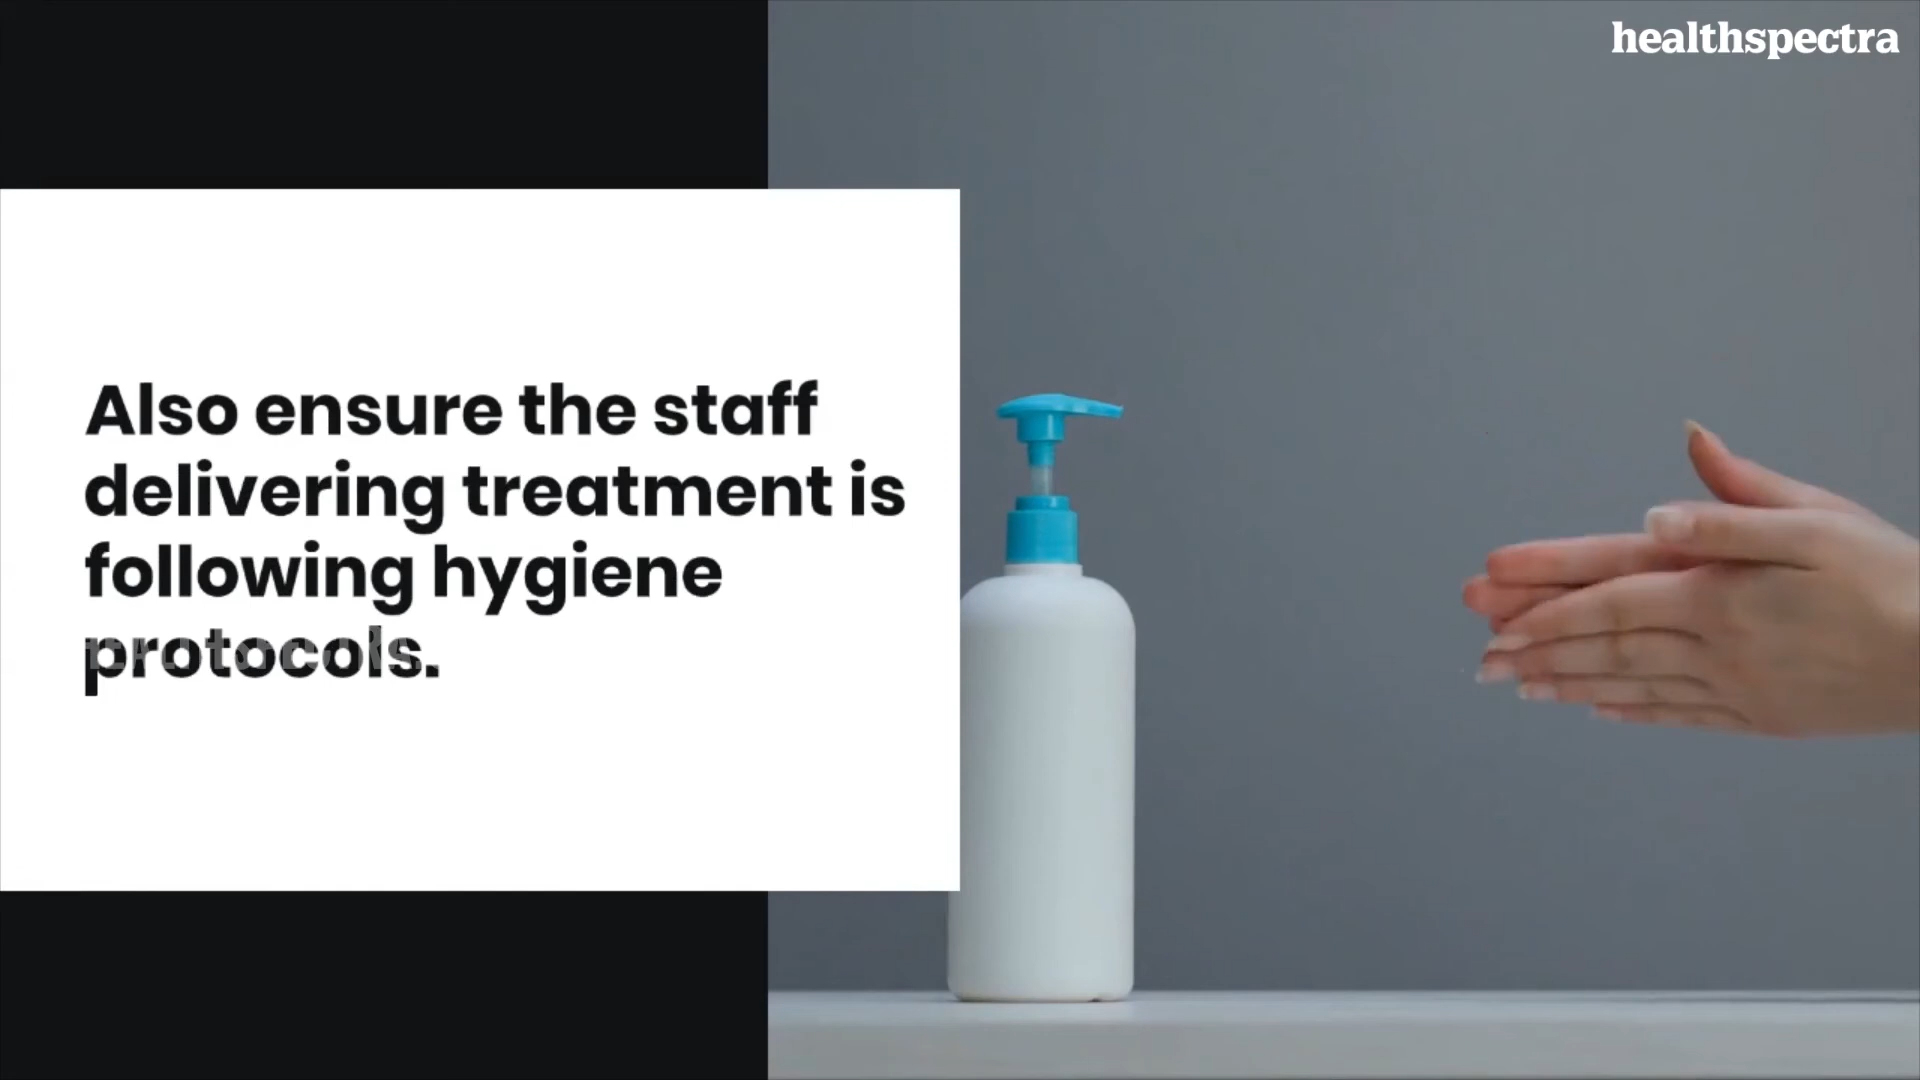 healthspectra
Also ensure the staff
delivering treatment is
following hygiene
protocols.